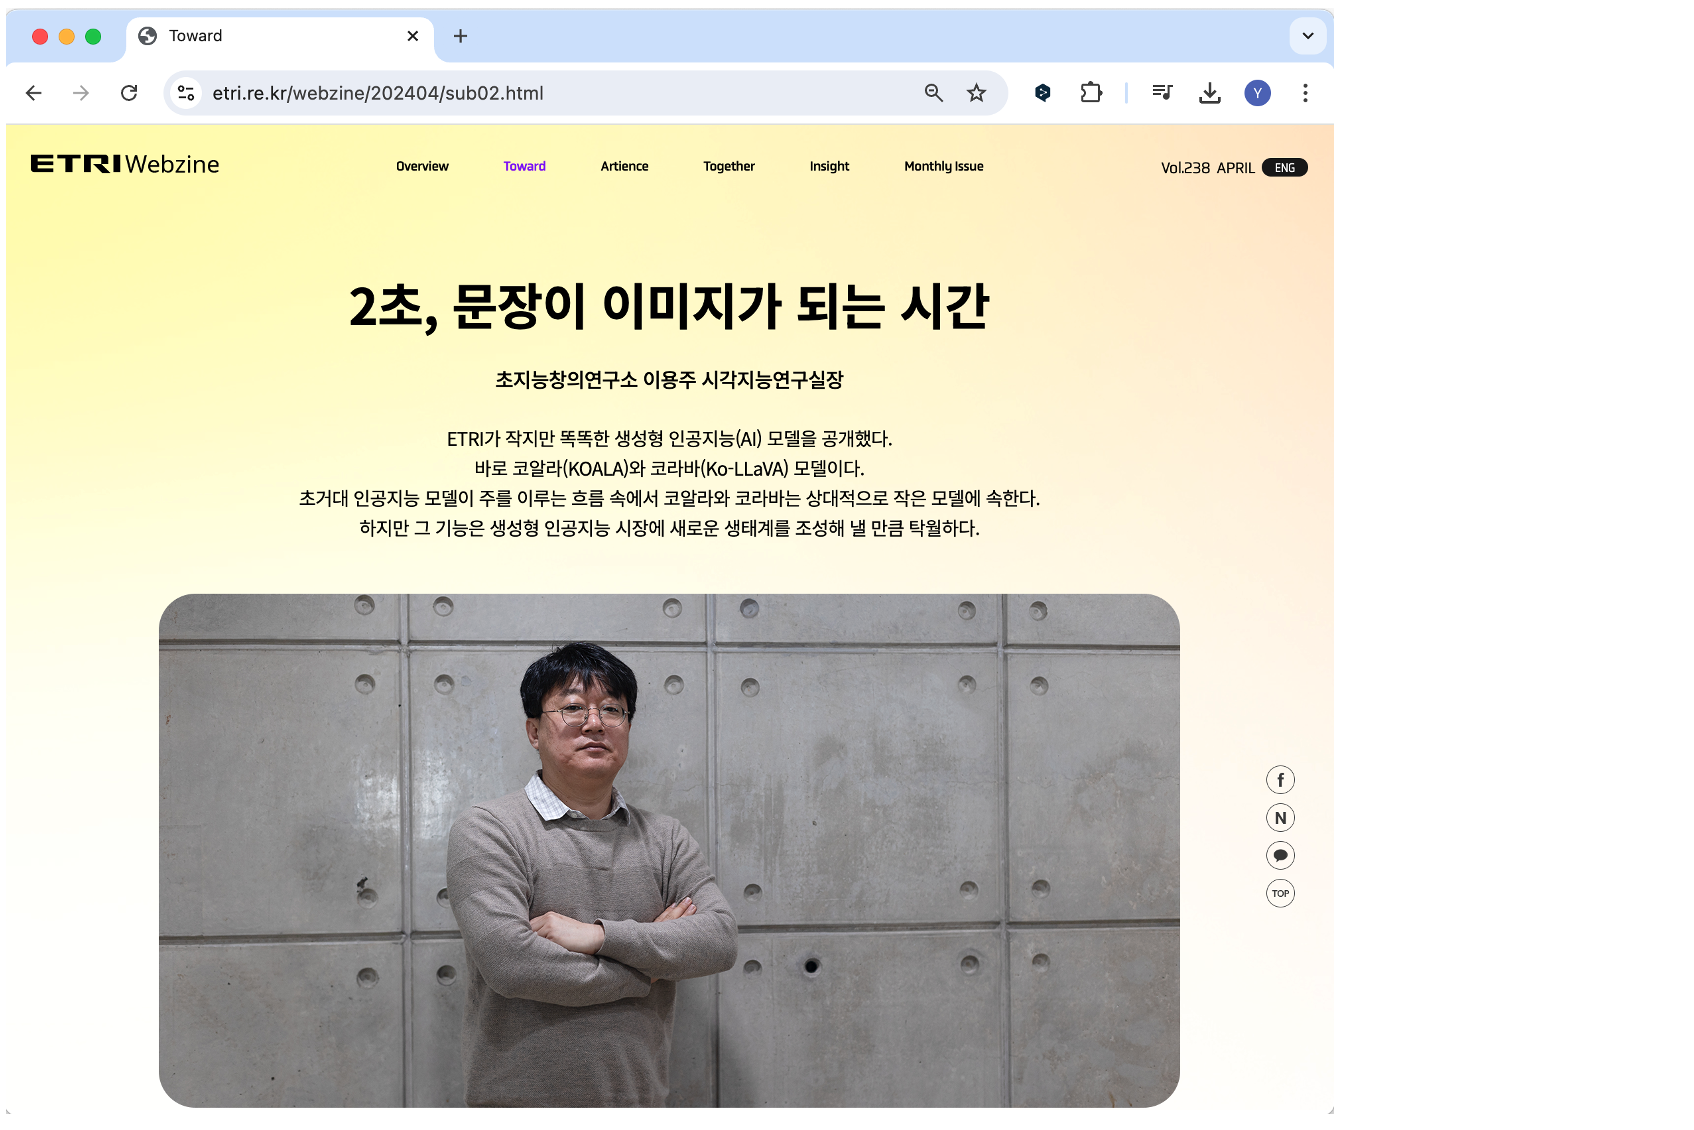 Toward
etri.re.kr/webzine/202404/sub02.html
Y
ETRI Webzine
Overview
Toward
Artience
Together
Insight
Monthly Issue
Vol.238 APRIL ENG
2초, 문장이 이미지가 되는 시간
초지능창의연구소 이용주 시각지능연구실장
ETRI가 작지만 똑똑한 생성형 인공지능(AI) 모델을 공개했다.
바로 코알라(KOALA)와 코라바(Ko-LLaVA) 모델이다.
초거대 인공지능 모델이 주를 이루는 흐름 속에서 코알라와 코라바는 상대적으로 작은 모델에 속한다.
하지만 그 기능은 생성형 인공지능 시장에 새로운 생태계를 조성해 낼 만큼 탁월하다.
f
N
TOP